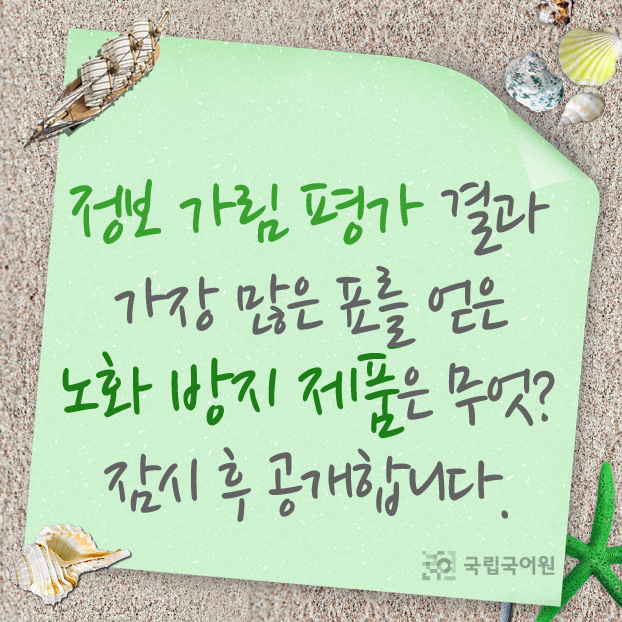 정보 가림 평가 결과
가장 많은 표를 얻은
노화 방지 제품은 무엇?
잠시 후 공개합니다.
국립국어원